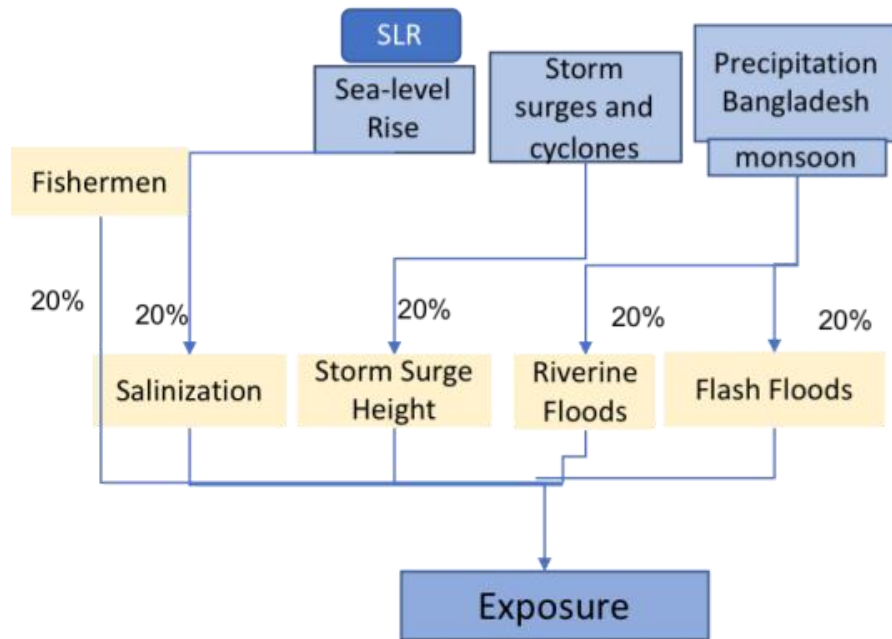 SLR
Sea-level
Rise
Storm
surges and
cyclones
Precipitation
Bangladesh
monsoon
Fishermen
20%
20%
20%
20%
20%
Salinization
Storm Surge
Height
Riverine
Floods
Flash Floods
Exposure